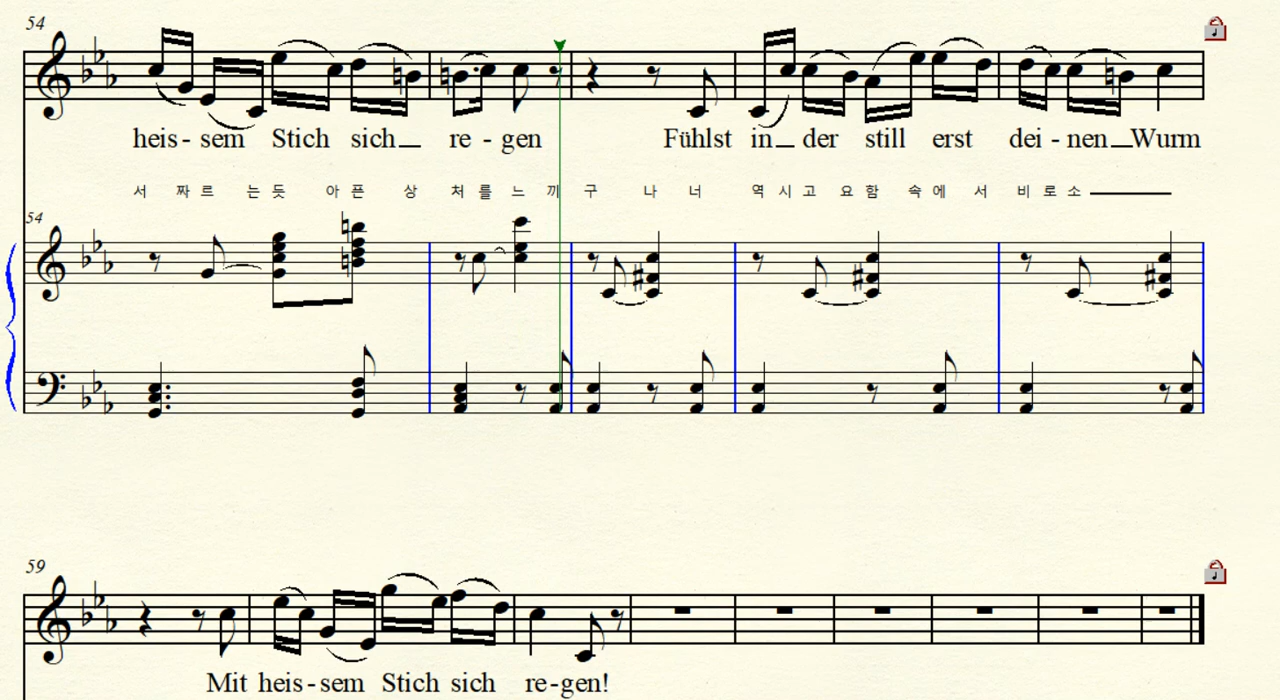 54
heis - sem Stich sich re - gen Fühlst in der still erst dei - nen Wurm
서 짜 르 는 듯 아 픈 상 처 를 느 끼 구 나 너 역 시 고 요 함 속 에 서 비 로 소
54
59
Mit heis - sem Stich sich re - gen!